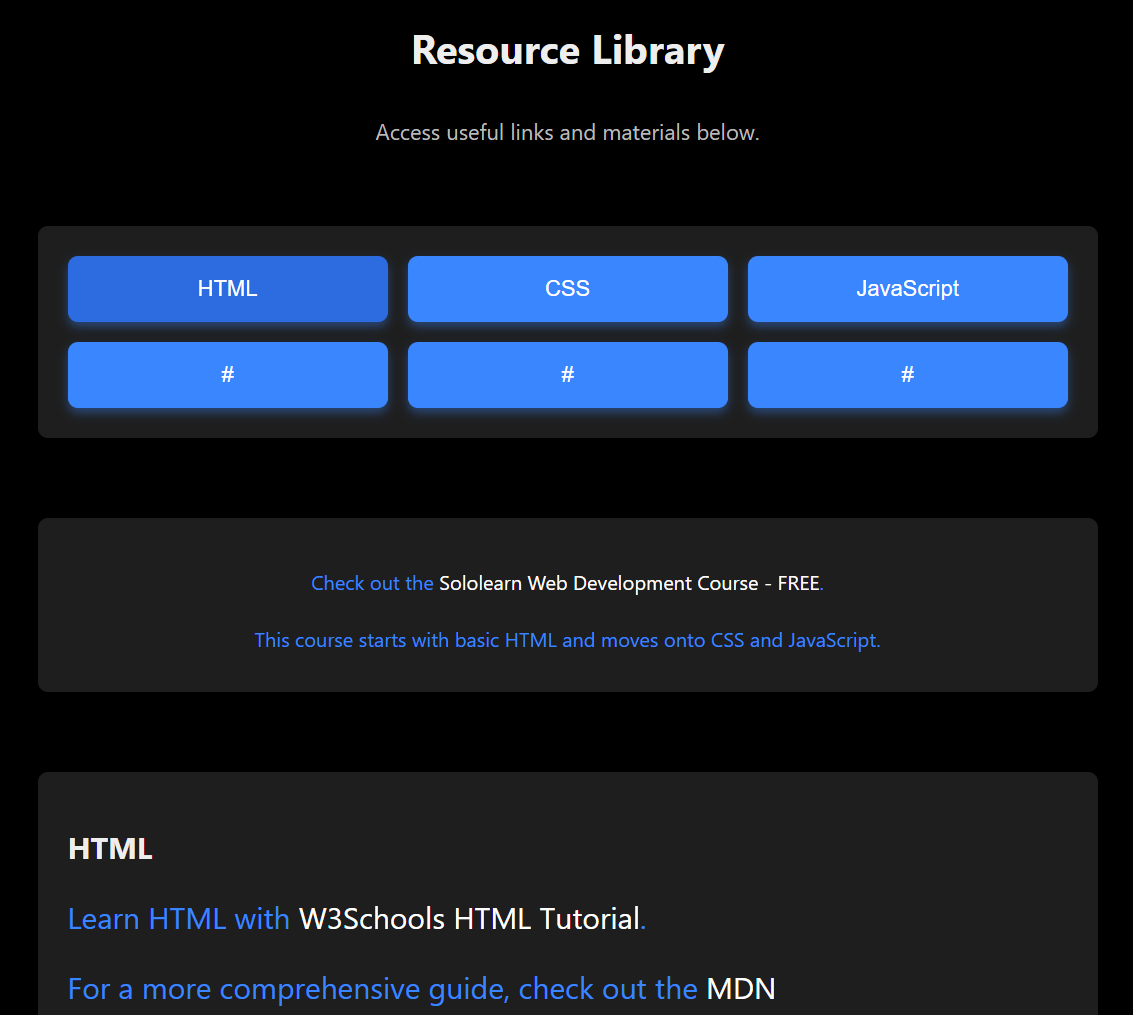 Resource Library
Access useful links and materials below.
HTML
CSS
JavaScript
#
#
#
Check out the Sololearn Web Development Course - FREE.
This course starts with basic HTML and moves onto CSS and JavaScript.
HTML
Learn HTML with W3Schools HTML Tutorial.
For a more comprehensive guide, check out the MDN